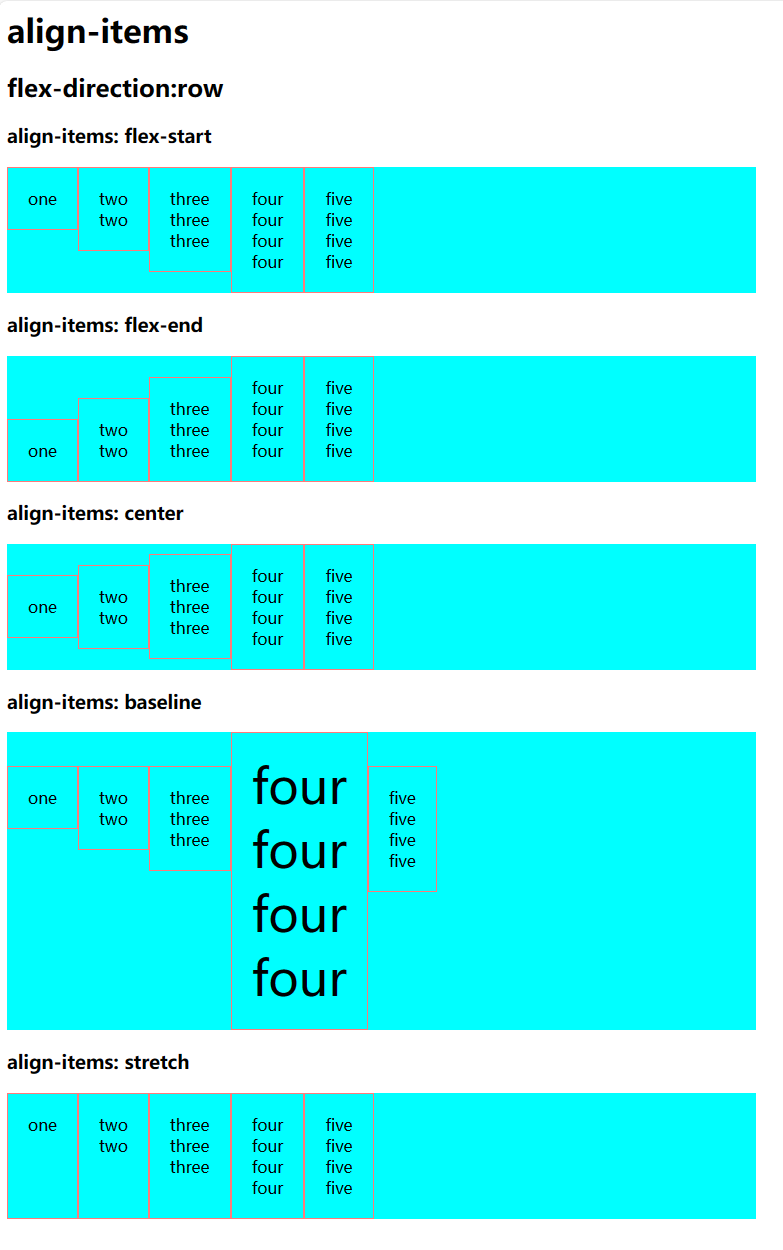 align-items
flex-direction:row
align-items: flex-start
one two three four five
two three four five
three four five
four five
align-items: flex-end
four five
three four five
two three four five
one two three four five
align-items: center
four five
three four five
two four five
one three
two four five
three four five
align-items: baseline
four
one two three five
two three five
three five
five
four
four
four
align-items: stretch
one two three four five
two three four five
three four five
four five